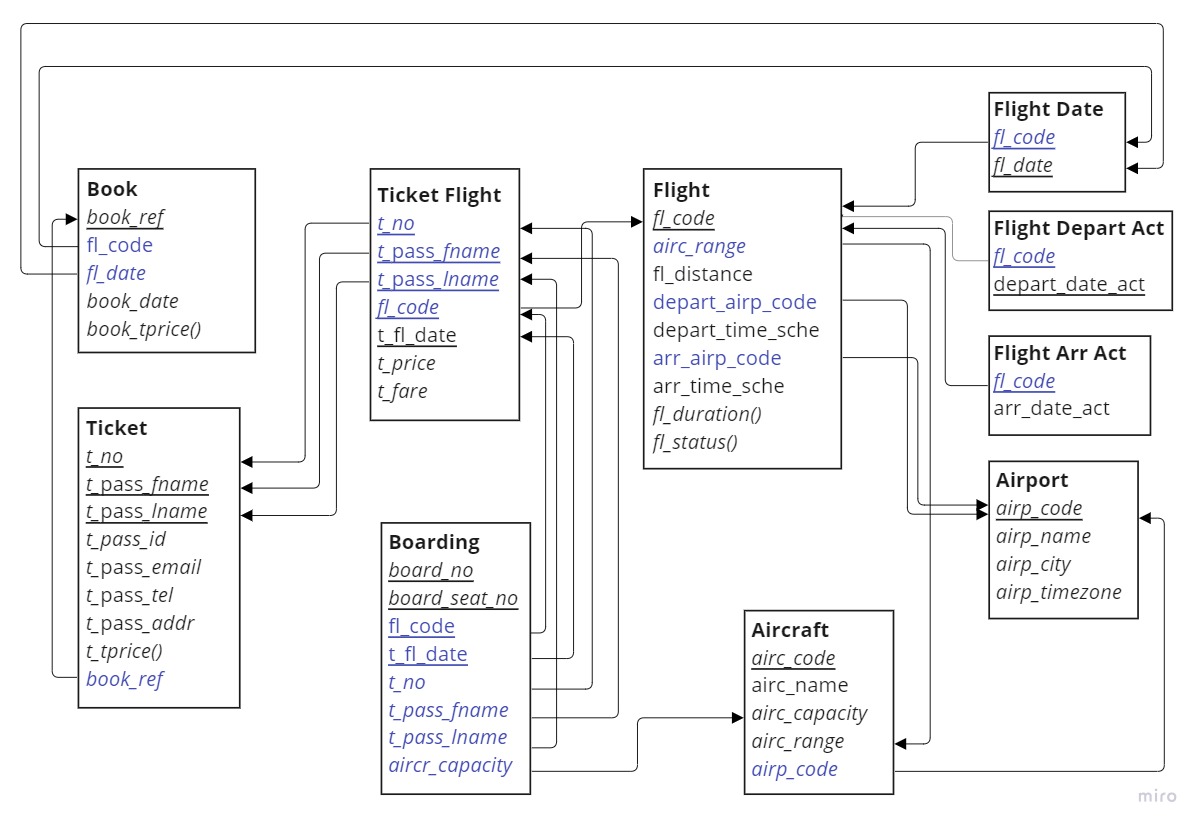 Book
book_ref
fl_code
fl_date
book_date
book_tprice()
Ticket
t_no
t_pass_fname
t_pass_lname
t_pass_id
t_pass_email
t_pass_tel
t_pass_addr
t_tprice()
book_ref
Ticket Flight
t_no
t_pass_fname
t_pass_lname
fl_code
t_fl_date
t_price
t_fare
Boarding
board_no
board_seat_no
fl_code
t_fl_date
t_no
t_pass_fname
t_pass_lname
aircr_capacity
Flight
fl_code
airc_range
fl_distance
depart_airp_code
depart_time_sche
arr_airp_code
arr_time_sche
fl_duration()
fl_status()
Aircraft
airc_code
airc_name
airc_capacity
airc_range
airp_code
Flight Date
fl_code
fl_date
Flight Depart Act
fl_code
depart_date_act
Flight Arr Act
fl_code
arr_date_act
Airport
airp_code
airp_name
airp_city
airp_timezone
miro